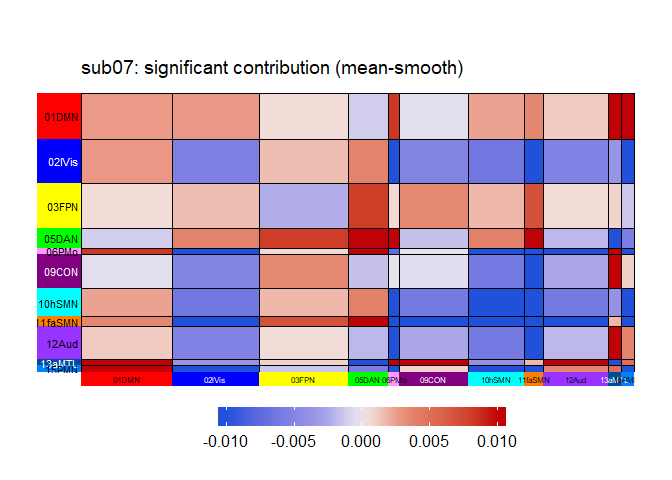 sub07: significant contribution (mean-smooth)
01DMN
02lVis
03FPN
05DAN
09CON
10hSMN
11faSMN
12Aud
13aMTL
15PMN
01DMN 02lVis 03FPN 05DAN 09CON 10hSMN 11faSMN 12Aud
-0.010 -0.005 0.000 0.005 0.010